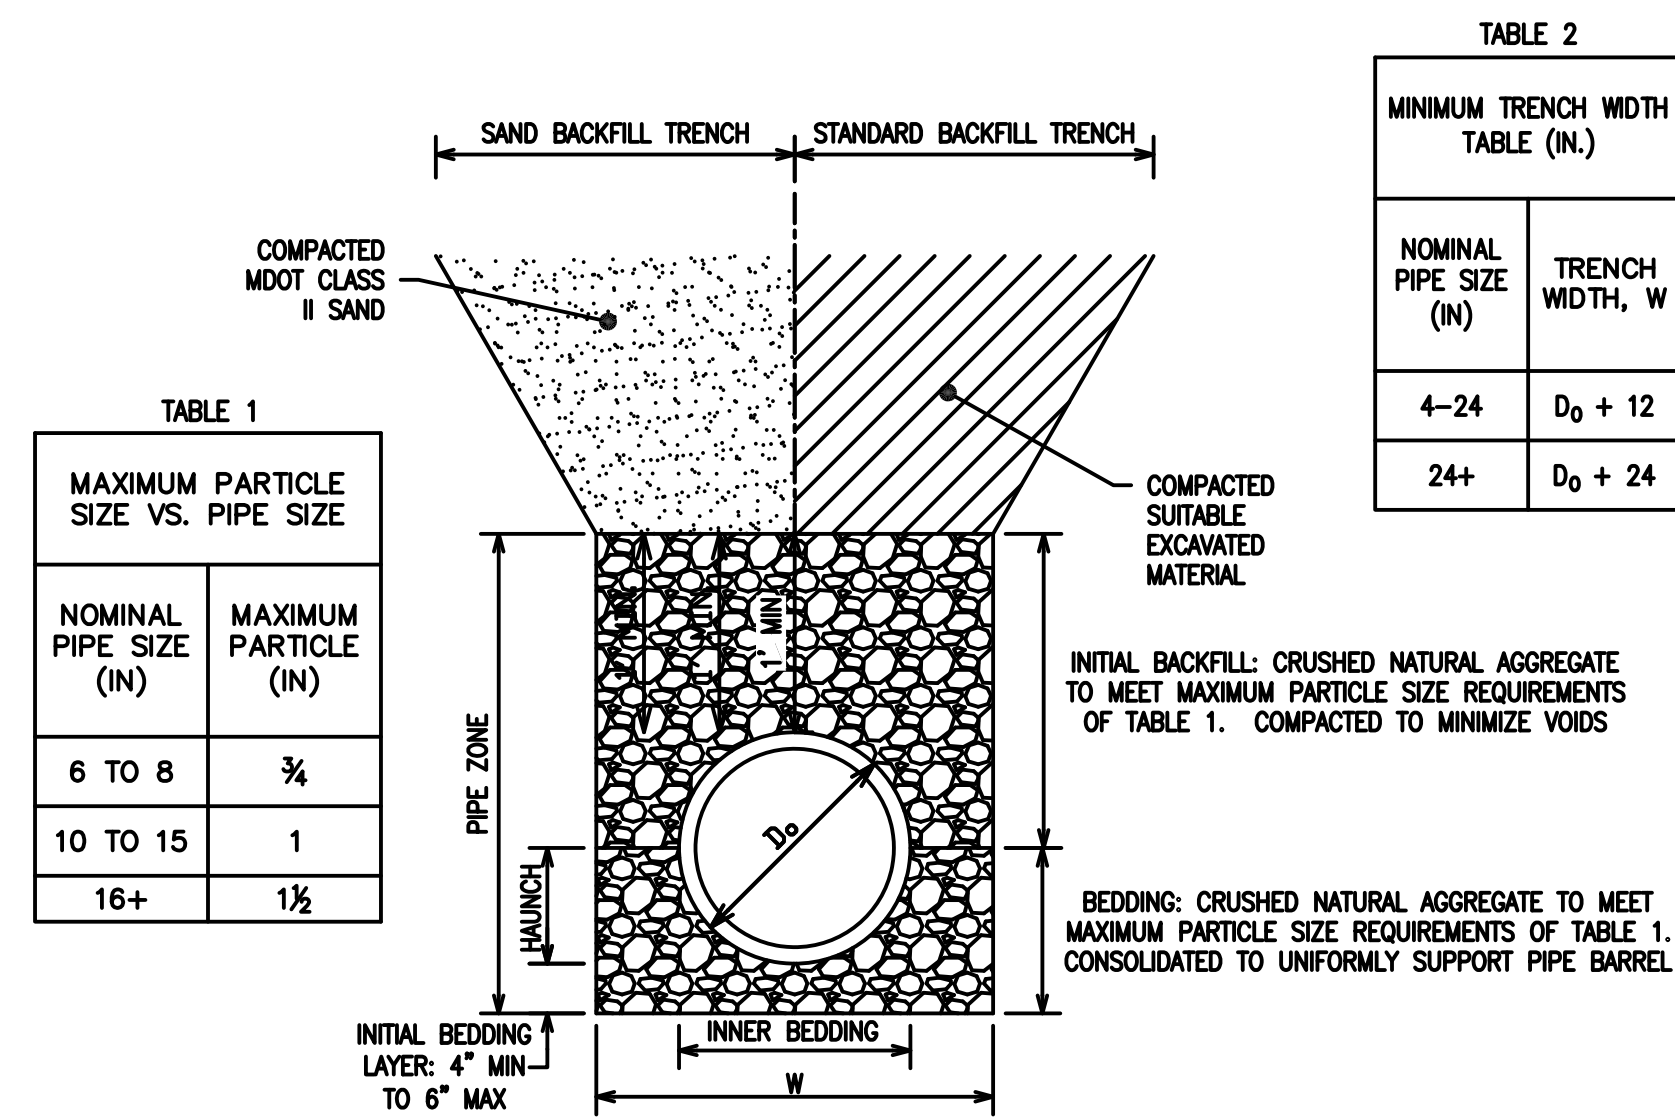 TABLE 2
MINIMUM TRENCH WIDTH
TABLE (IN.)
NOMINAL
PIPE SIZE
(IN)
TRENCH
WIDTH, W
4-24
D₀ + 12
24+
D₀ + 24
SAND BACKFILL TRENCH
STANDARD BACKFILL TRENCH
COMPACTED
MDOT CLASS
II SAND
TABLE 1
MAXIMUM PARTICLE
SIZE VS. PIPE SIZE
NOMINAL
PIPE SIZE
(IN)
MAXIMUM
PARTICLE
(IN)
6 TO 8
¾
10 TO 15
1
16+
1½
COMPACTED
SUITABLE
EXCAVATED
MATERIAL
1' MIN.
1' MIN.
1' MIN
PIPE ZONE
HAUNCH
D₀
INITIAL BACKFILL: CRUSHED NATURAL AGGREGATE
TO MEET MAXIMUM PARTICLE SIZE REQUIREMENTS
OF TABLE 1. COMPACTED TO MINIMIZE VOIDS
BEDDING: CRUSHED NATURAL AGGREGATE TO MEET
MAXIMUM PARTICLE SIZE REQUIREMENTS OF TABLE 1.
CONSOLIDATED TO UNIFORMLY SUPPORT PIPE BARREL
INITIAL BEDDING
LAYER: 4" MIN
TO 6" MAX
INNER BEDDING
W